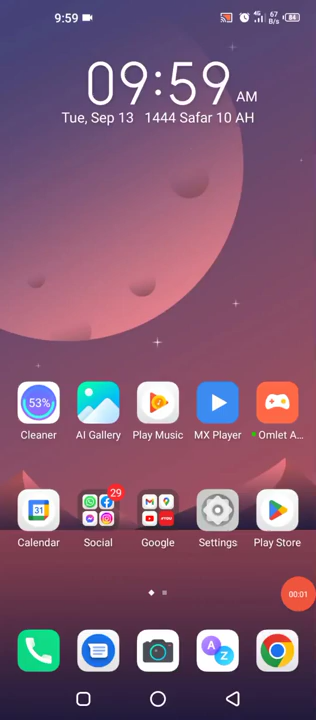 9:59 4G 67 B/s 84
09:59 AM
Tue, Sep 13 1444 Safar 10 AH
53%
Cleaner AI Gallery Play Music MX Player Omlet A...
31 29
Calendar Social Google Settings Play Store
00:01
A Z